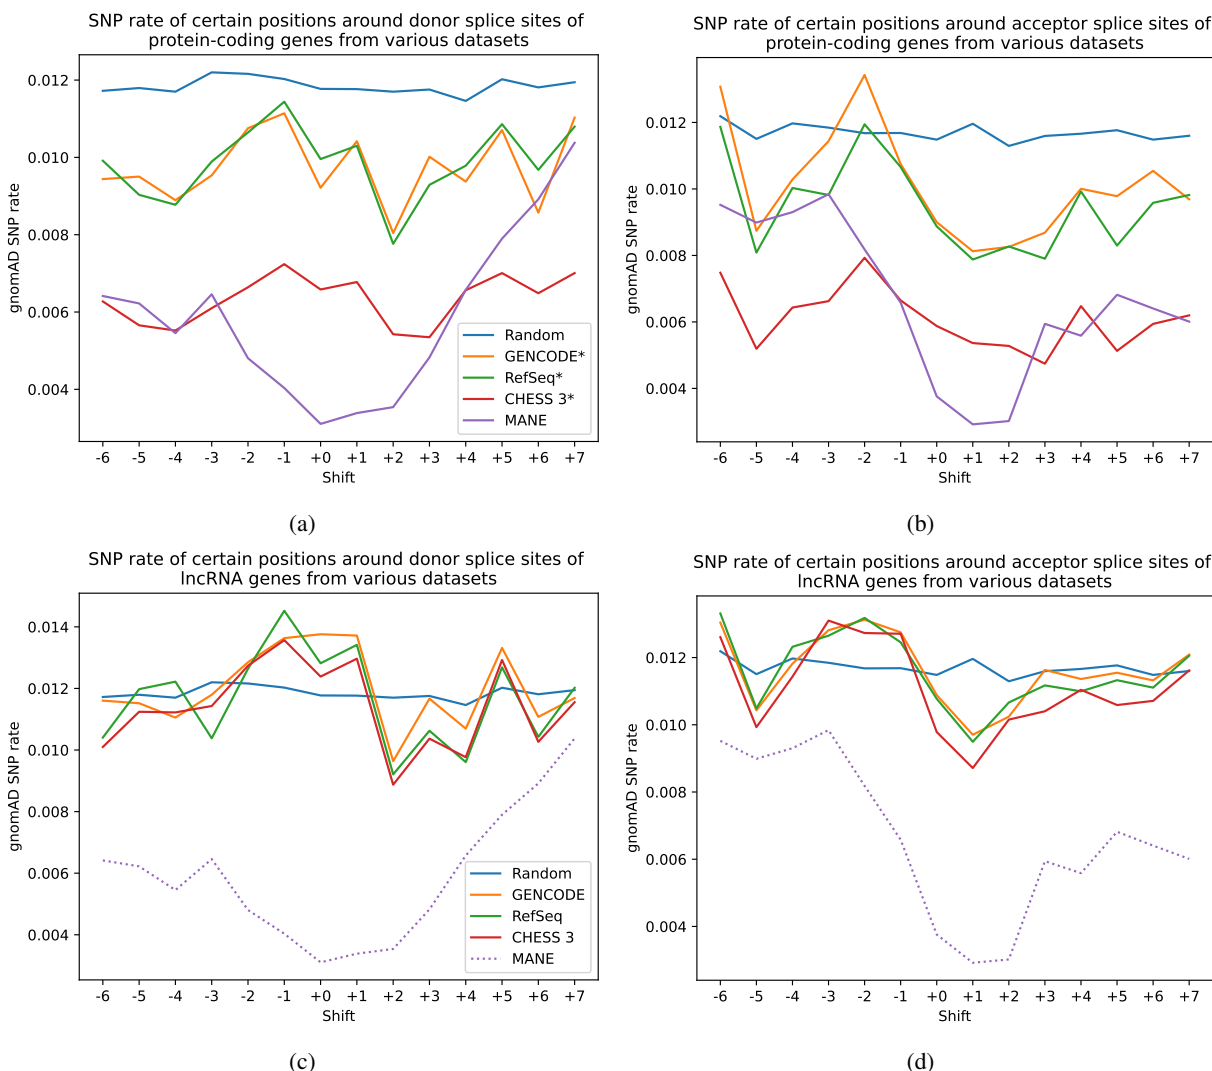 SNP rate of certain positions around donor splice sites of
protein-coding genes from various datasets
gnomAD SNP rate
0.012
0.010
0.008
0.006
0.004
Random
GENCODE*
RefSeq*
CHESS 3*
MANE
-6 -5 -4 -3 -2 -1 +0 +1 +2 +3 +4 +5 +6 +7
Shift
(a)
SNP rate of certain positions around acceptor splice sites of
protein-coding genes from various datasets
gnomAD SNP rate
0.012
0.010
0.008
0.006
0.004
-6 -5 -4 -3 -2 -1 +0 +1 +2 +3 +4 +5 +6 +7
Shift
(b)
SNP rate of certain positions around donor splice sites of
lncRNA genes from various datasets
gnomAD SNP rate
0.014
0.012
0.010
0.008
0.006
0.004
Random
GENCODE
RefSeq
CHESS 3
MANE
-6 -5 -4 -3 -2 -1 +0 +1 +2 +3 +4 +5 +6 +7
Shift
(c)
SNP rate of certain positions around acceptor splice sites of
lncRNA genes from various datasets
gnomAD SNP rate
0.012
0.010
0.008
0.006
0.004
-6 -5 -4 -3 -2 -1 +0 +1 +2 +3 +4 +5 +6 +7
Shift
(d)